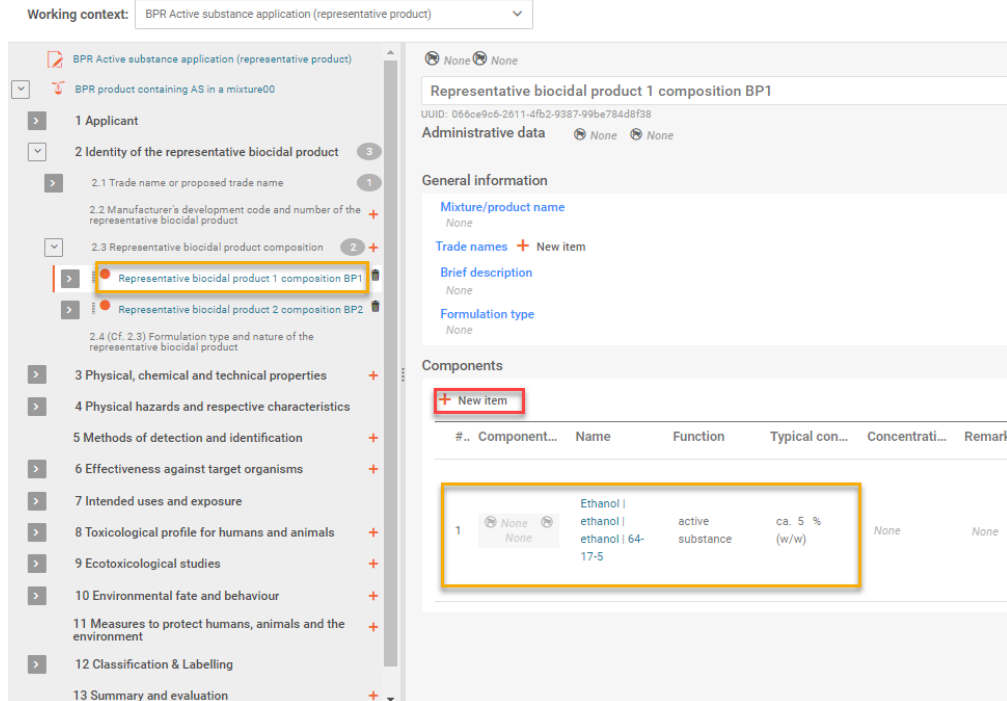 Working context: BPR Active substance application (representative product)
BPR Active substance application (representative product)
BPR product containing AS in a mixture00
1 Applicant
2 Identity of the representative biocidal product 3
2.1 Trade name or proposed trade name 1
2.2 Manufacturer's development code and number of the
representative biocidal product
2.3 Representative biocidal product composition 2
Representative biocidal product 1 composition BP1
Representative biocidal product 2 composition BP2
2.4 (Cf. 2.3) Formulation type and nature of the
representative biocidal product
3 Physical, chemical and technical properties
4 Physical hazards and respective characteristics
5 Methods of detection and identification
6 Effectiveness against target organisms
7 Intended uses and exposure
8 Toxicological profile for humans and animals
9 Ecotoxicological studies
10 Environmental fate and behaviour
11 Measures to protect humans, animals and the
environment
12 Classification & Labelling
13 Summary and evaluation
None None
Representative biocidal product 1 composition BP1
UUID: 066ce9c6-2611-4fb2-9387-99be784d8f38
Administrative data None None
General information
Mixture/product name
None
Trade names + New item
Brief description
None
Formulation type
None
Components
+ New item
#.. Component... Name Function Typical con... Concentrati... Remark
1 None None Ethanol | ethanol | ethanol | 64-17-5 active substance ca. 5 % (w/w) None None